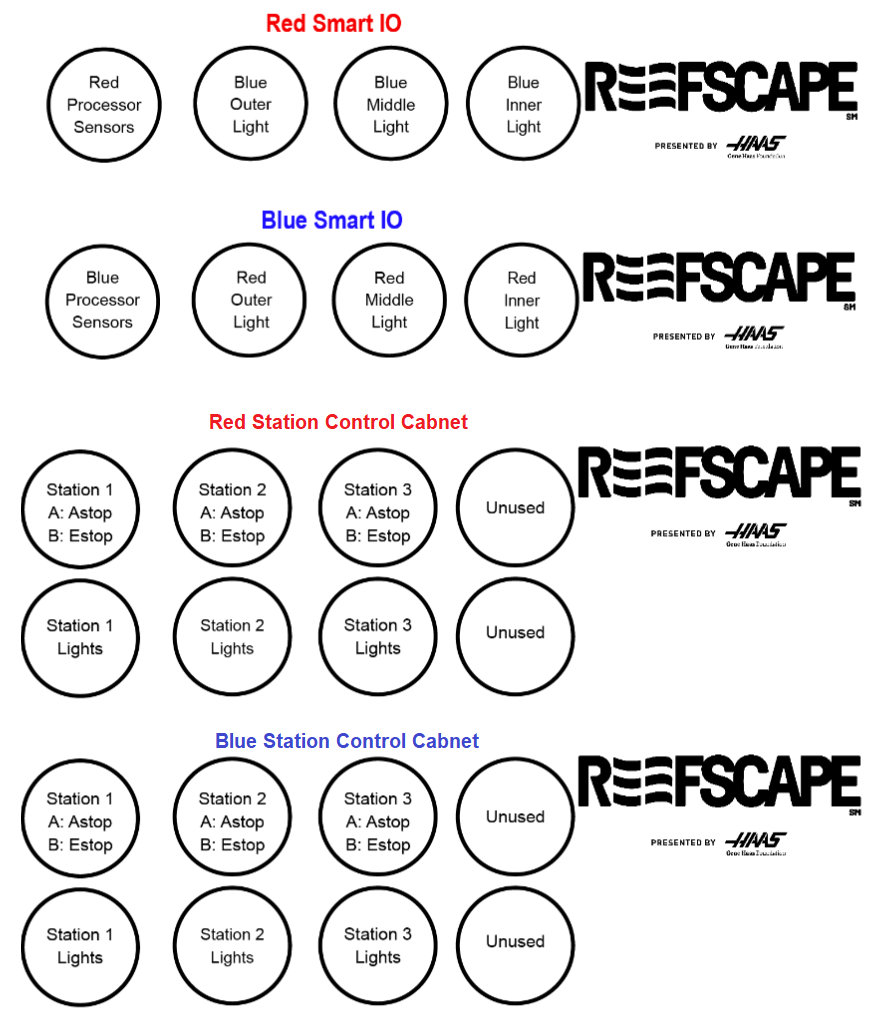 Red Smart IO
Red
Processor
Sensors
Blue
Outer
Light
Blue
Middle
Light
Blue
Inner
Light
REEFSCAPE
SM
PRESENTED BY HAAS
Gene Haas Foundation
Blue Smart IO
Blue
Processor
Sensors
Red
Outer
Light
Red
Middle
Light
Red
Inner
Light
REEFSCAPE
SM
PRESENTED BY HAAS
Gene Haas Foundation
Red Station Control Cabnet
Station 1
A: Astop
B: Estop
Station 2
A: Astop
B: Estop
Station 3
A: Astop
B: Estop
Unused
REEFSCAPE
SM
PRESENTED BY HAAS
Gene Haas Foundation
Station 1
Lights
Station 2
Lights
Station 3
Lights
Unused
Blue Station Control Cabnet
Station 1
A: Astop
B: Estop
Station 2
A: Astop
B: Estop
Station 3
A: Astop
B: Estop
Unused
REEFSCAPE
SM
PRESENTED BY HAAS
Gene Haas Foundation
Station 1
Lights
Station 2
Lights
Station 3
Lights
Unused